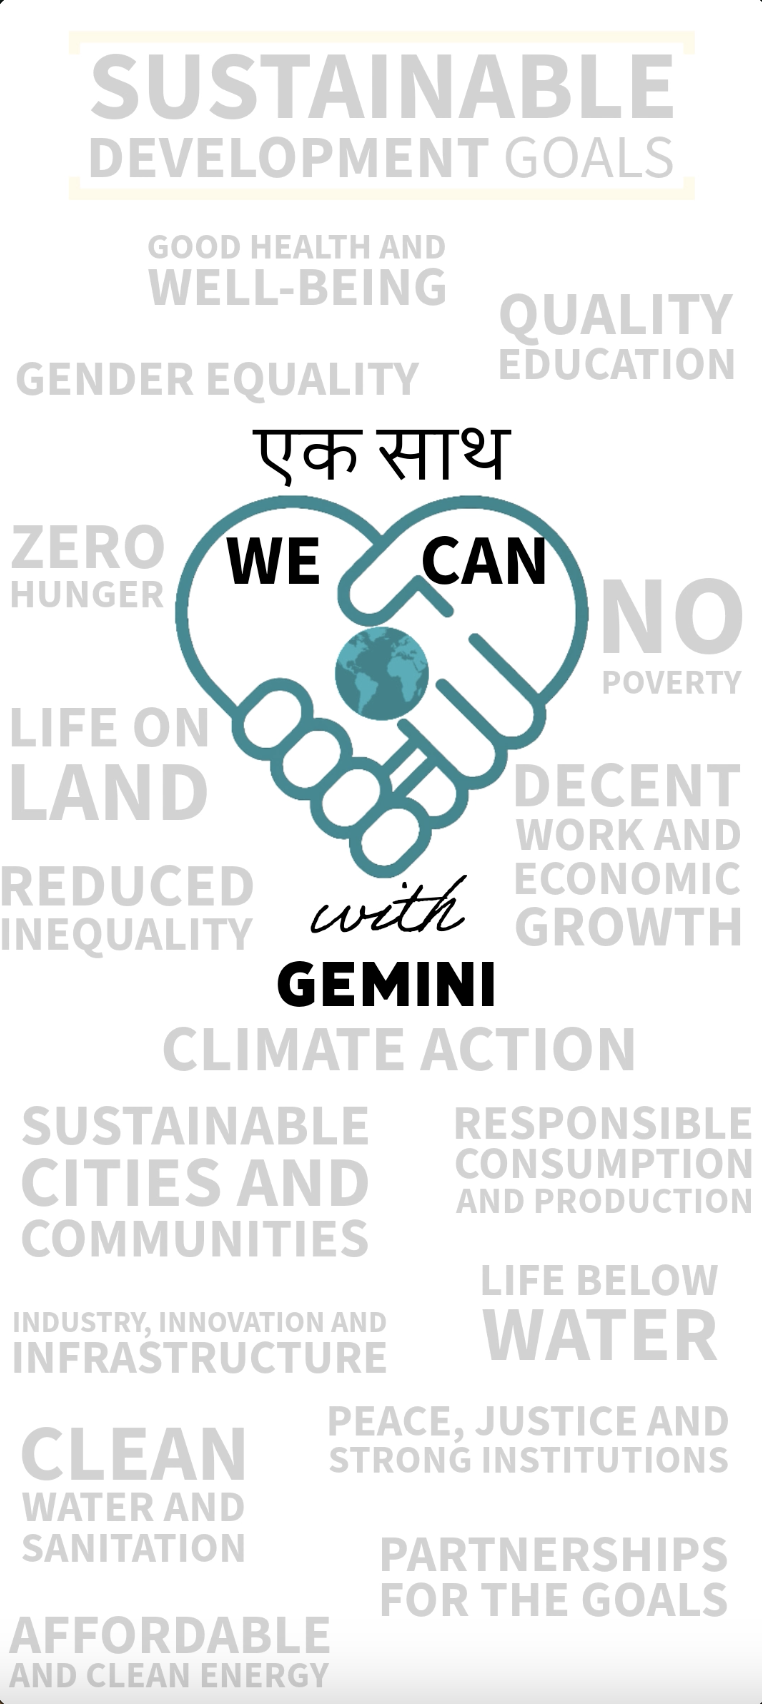 SUSTAINABLE
DEVELOPMENT GOALS
GOOD HEALTH AND
WELL-BEING
QUALITY
EDUCATION
GENDER EQUALITY
एक साथ
WE CAN
ZERO
HUNGER
NO
POVERTY
LIFE ON
LAND
DECENT
WORK AND
ECONOMIC
GROWTH
REDUCED
INEQUALITY
with
GEMINI
CLIMATE ACTION
SUSTAINABLE
CITIES AND
COMMUNITIES
RESPONSIBLE
CONSUMPTION
AND PRODUCTION
LIFE BELOW
WATER
INDUSTRY, INNOVATION AND
INFRASTRUCTURE
PEACE, JUSTICE AND
STRONG INSTITUTIONS
CLEAN
WATER AND
SANITATION
PARTNERSHIPS
FOR THE GOALS
AFFORDABLE
AND CLEAN ENERGY